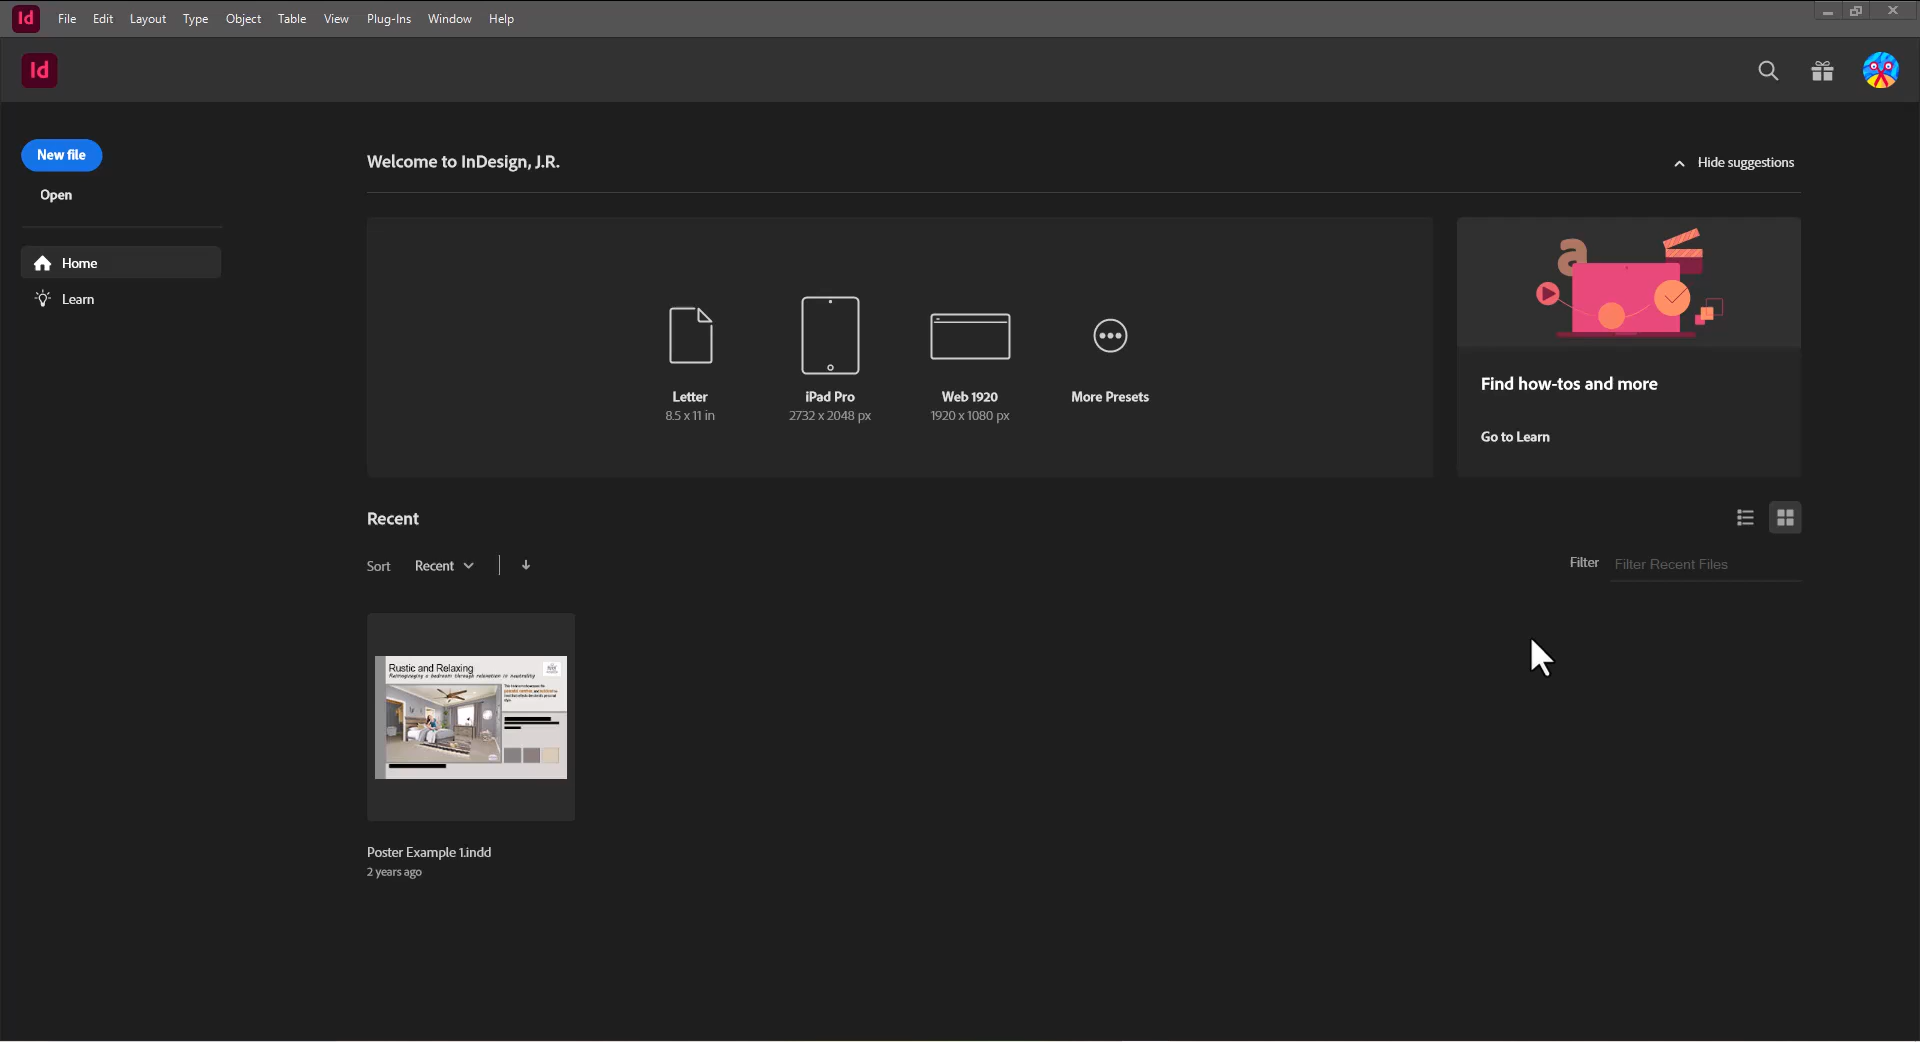 Id File Edit Layout Type Object Table View Plug-Ins Window Help
Id
New file
Open
Home
Learn
Welcome to InDesign, J.R.
Hide suggestions
Letter
8.5 x 11 in
iPad Pro
2732 x 2048 px
Web 1920
1920 x 1080 px
More Presets
a
Find how-tos and more
Go to Learn
Recent
Sort Recent
Filter Filter Recent Files
Rustic and Relaxing
Poster Example 1.indd
2 years ago